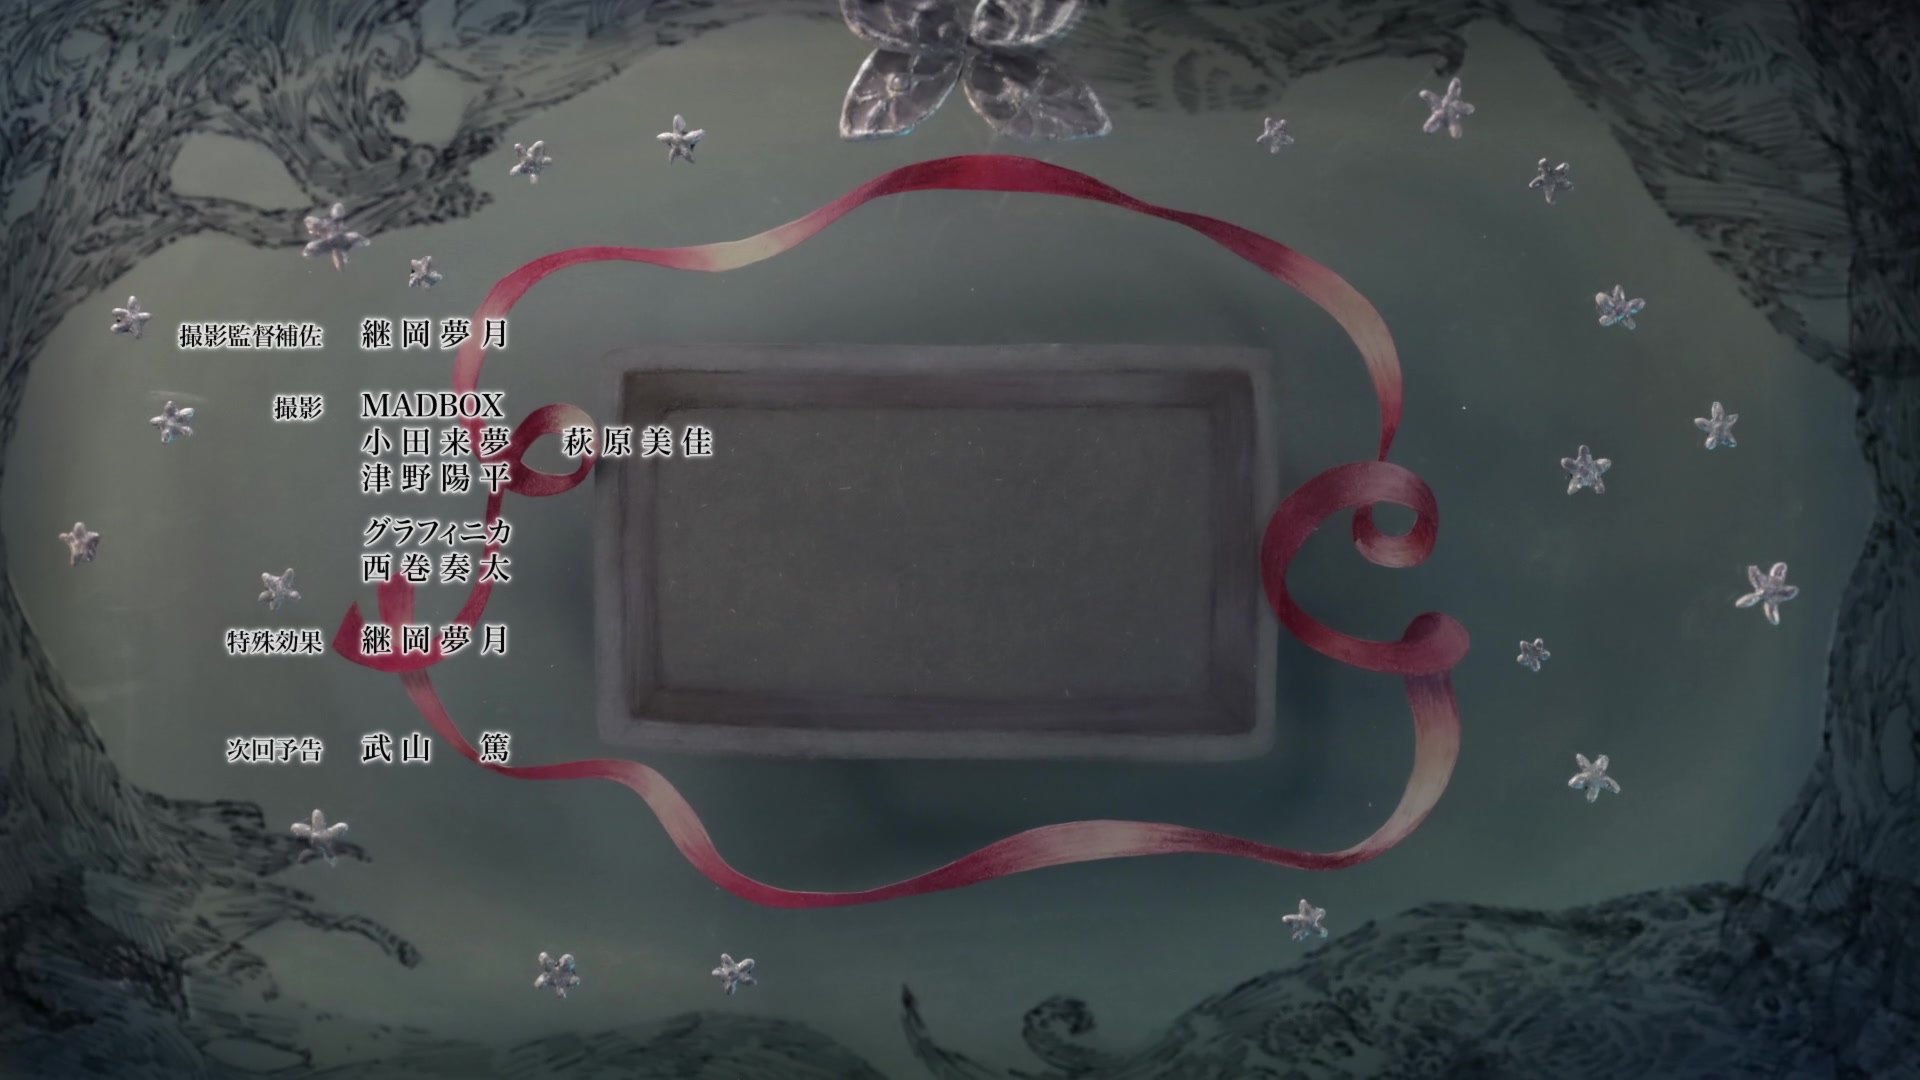 撮影監督補佐 継岡夢月
撮影 MADBOX
小田来夢 萩原美佳
津野陽平
グラフィニカ
西巻奏太
特殊効果 継岡夢月
次回予告 武山 篤